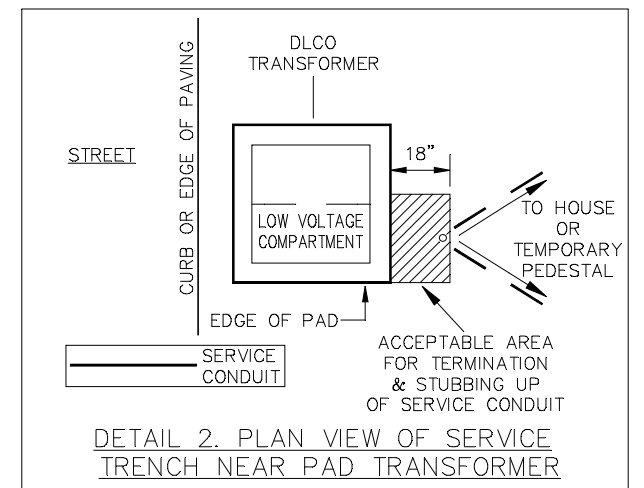 DLCO
TRANSFORMER
CURB OR EDGE OF PAVING
STREET
18"
LOW VOLTAGE
COMPARTMENT
TO HOUSE
OR
TEMPORARY
PEDESTAL
EDGE OF PAD
ACCEPTABLE AREA
FOR TERMINATION
& STUBBING UP
OF SERVICE CONDUIT
SERVICE
CONDUIT
DETAIL 2. PLAN VIEW OF SERVICE
TRENCH NEAR PAD TRANSFORMER